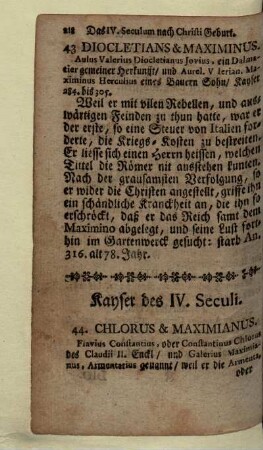 218 Das IV. Seculum nach Christi Geburt.
43 DIOCLETIANS & MAXIMINUS.
Aulus Valerius Diocletianus Jovius, ein Dalma-
tier gemeiner Herkunfft / und Aurel. Valerian. Ma-
ximinus Herculius eines Bauern Sohn / Kayser
284. bis 305.
Weil er mit vilen Rebellen, und aus-
wärtigen Feinden zu thun hatte, war er
der erste, so eine Steuer von Italien for-
derte, die Kriegs-Kosten zu bestreiten.
Er liesse sich einen Herrn heissen, welchen
Tittel die Römer nit aussiehen kunten.
Nach der grausamsten Verfolgung, so
er wider die Christen angestellt, grisse ihn
ein schändliche Kranckheit an, die ihn so
erschröckt, daß er das Reich samt dem
Maximino abgelegt, und seine Lust fort-
hin im Gartenwerck gesucht: starb An.
316. alt 78. Jahr.
Kayser des IV. Seculi.
44. CHLORUS & MAXIMIANUS.
Flavius Constantius, oder Constantinus Chlorus
des Claudii II. Enckl / und Galerius Maximia-
nus, Armentarius genannt / weil er die Armenta,
oder